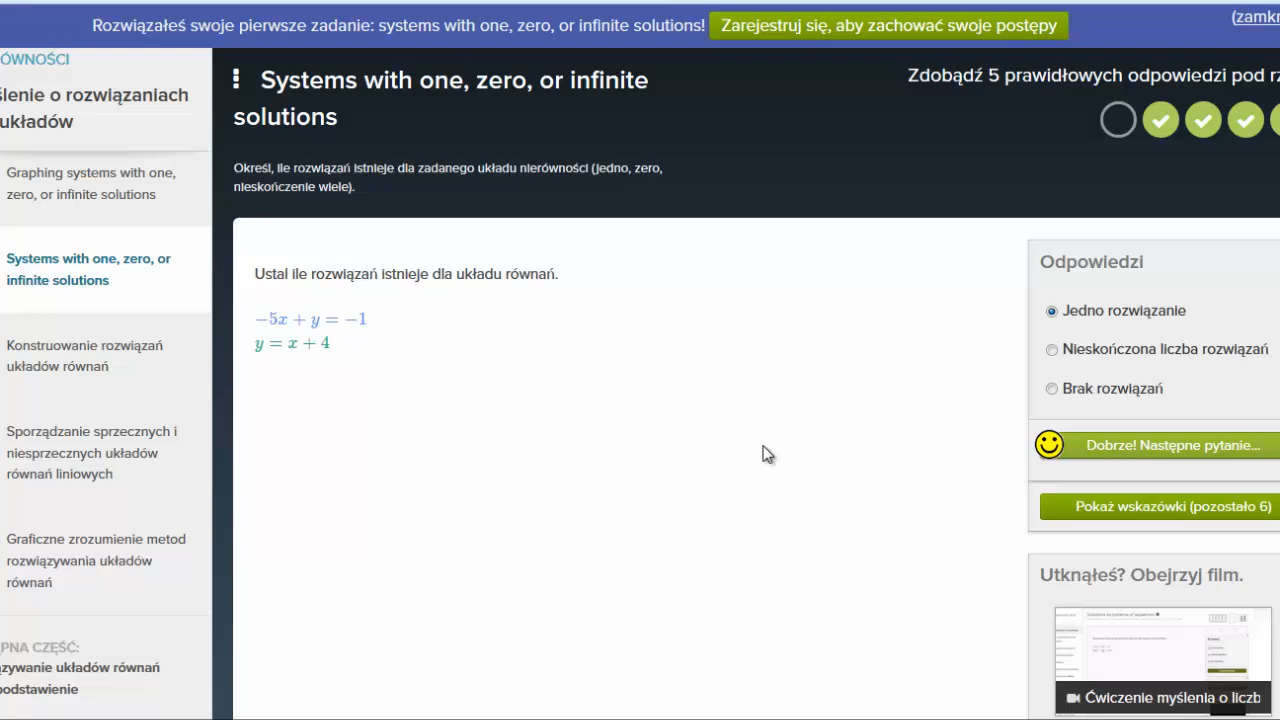 Rozwiązałeś swoje pierwsze zadanie: systems with one, zero, or infinite solutions! Zarejestruj się, aby zachować swoje postępy
(zamkn
ÓWNOŚCI
ślenie o rozwiązaniach
układów
Graphing systems with one,
zero, or infinite solutions
Systems with one, zero, or
infinite solutions
Konstruowanie rozwiązań
układów równań
Sporządzanie sprzecznych i
niesprzecznych układów
równań liniowych
Graficzne zrozumienie metod
rozwiązywania układów
równań
PNA CZĘŚĆ:
ązywanie układów równań
podstawienie
Systems with one, zero, or infinite
solutions
Określ, ile rozwiązań istnieje dla zadanego układu nierówności (jedno, zero,
nieskończenie wiele).
Zdobądź 5 prawidłowych odpowiedzi pod rz
Ustal ile rozwiązań istnieje dla układu równań.
−5x + y = −1
y = x + 4
Odpowiedzi
Jedno rozwiązanie
Nieskończona liczba rozwiązań
Brak rozwiązań
Dobrze! Następne pytanie...
Pokaż wskazówki (pozostało 6)
Utknąłeś? Obejrzyj film.
Ćwiczenie myślenia o liczb